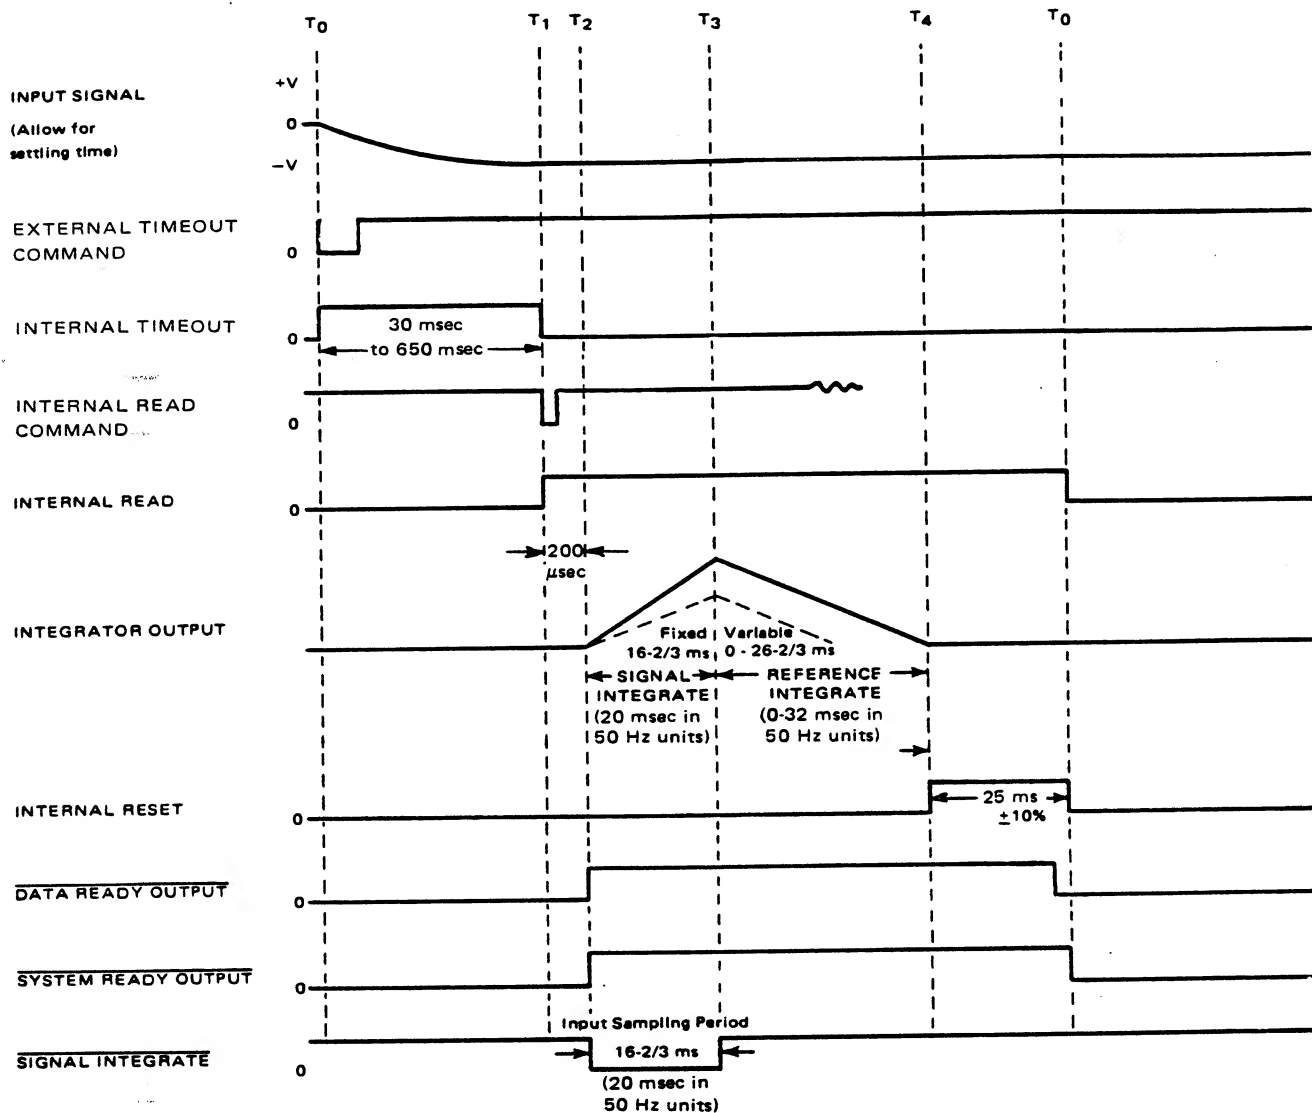 T0 T1 T2 T3 T4 T0
INPUT SIGNAL
(Allow for
settling time)
+V
0
−V
EXTERNAL TIMEOUT
COMMAND
0
INTERNAL TIMEOUT
0
30 msec
to 650 msec
INTERNAL READ
COMMAND
0
INTERNAL READ
0
200
μsec
INTEGRATOR OUTPUT
Fixed
16-2/3 ms
Variable
0 - 26-2/3 ms
SIGNAL
INTEGRATE
(20 msec in
50 Hz units)
REFERENCE
INTEGRATE
(0-32 msec in
50 Hz units)
INTERNAL RESET
0
25 ms
±10%
DATA READY OUTPUT
0
SYSTEM READY OUTPUT
0
Input Sampling Period
SIGNAL INTEGRATE
0
16-2/3 ms
(20 msec in
50 Hz units)